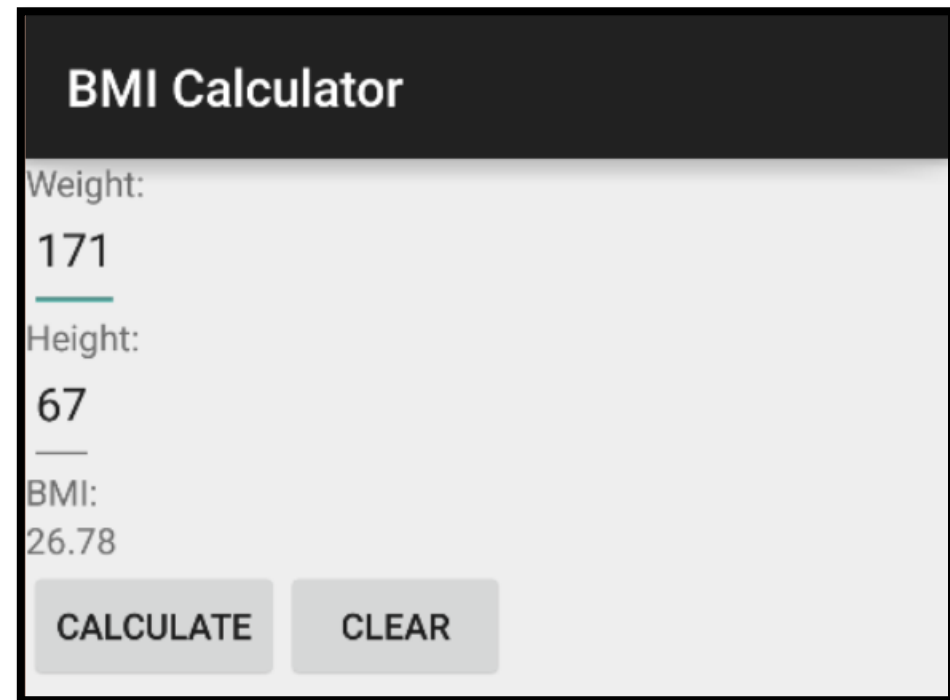 BMI Calculator
Weight:
171
Height:
67
BMI:
26.78
CALCULATE CLEAR